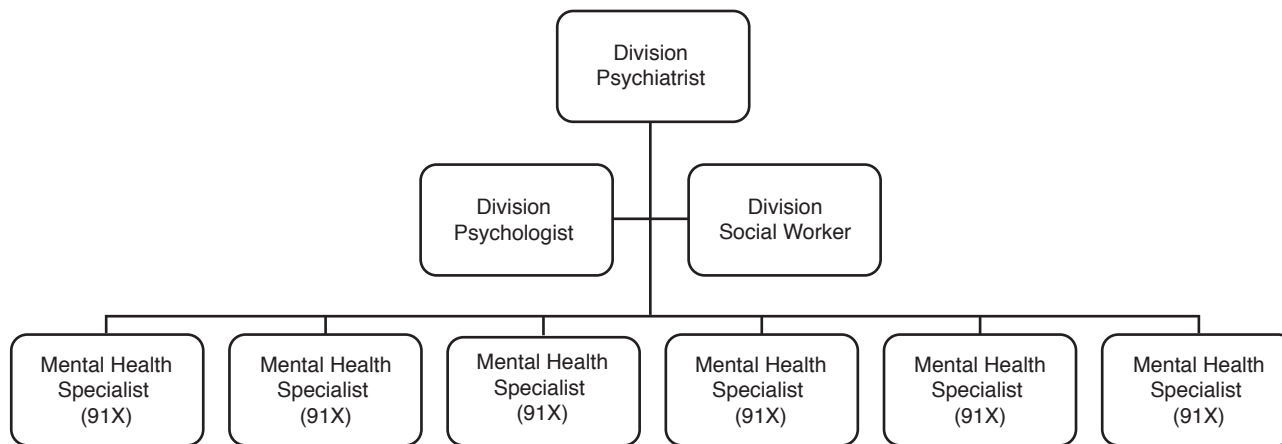 Division
Psychiatrist
Division
Psychologist
Division
Social Worker
Mental Health
Specialist
(91X)
Mental Health
Specialist
(91X)
Mental Health
Specialist
(91X)
Mental Health
Specialist
(91X)
Mental Health
Specialist
(91X)
Mental Health
Specialist
(91X)